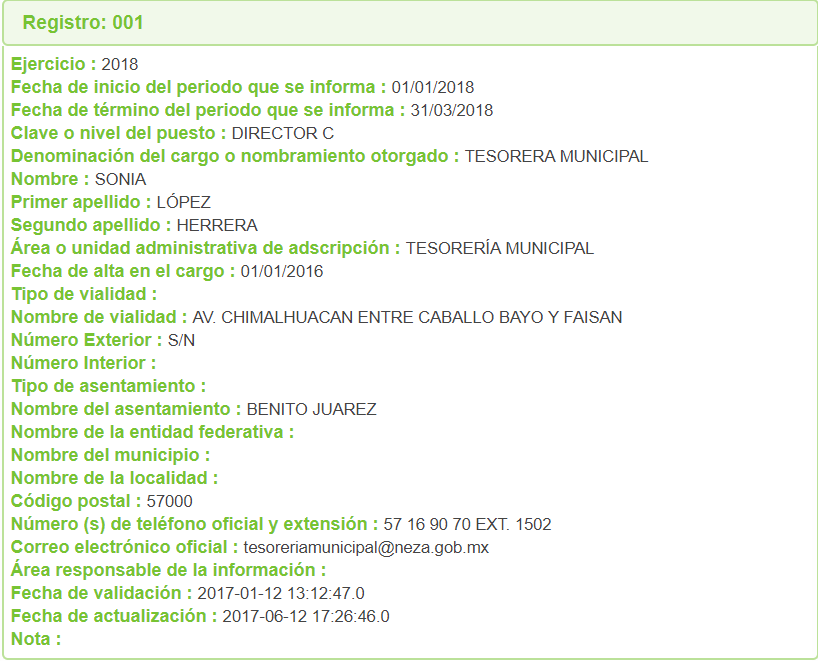 Registro: 001
Ejercicio : 2018
Fecha de inicio del periodo que se informa : 01/01/2018
Fecha de término del periodo que se informa : 31/03/2018
Clave o nivel del puesto : DIRECTOR C
Denominación del cargo o nombramiento otorgado : TESORERA MUNICIPAL
Nombre : SONIA
Primer apellido : LÓPEZ
Segundo apellido : HERRERA
Área o unidad administrativa de adscripción : TESORERÍA MUNICIPAL
Fecha de alta en el cargo : 01/01/2016
Tipo de vialidad :
Nombre de vialidad : AV. CHIMALHUACAN ENTRE CABALLO BAYO Y FAISAN
Número Exterior : S/N
Número Interior :
Tipo de asentamiento :
Nombre del asentamiento : BENITO JUAREZ
Nombre de la entidad federativa :
Nombre del municipio :
Nombre de la localidad :
Código postal : 57000
Número (s) de teléfono oficial y extensión : 57 16 90 70 EXT. 1502
Correo electrónico oficial : tesoreriamunicipal@neza.gob.mx
Área responsable de la información :
Fecha de validación : 2017-01-12 13:12:47.0
Fecha de actualización : 2017-06-12 17:26:46.0
Nota :